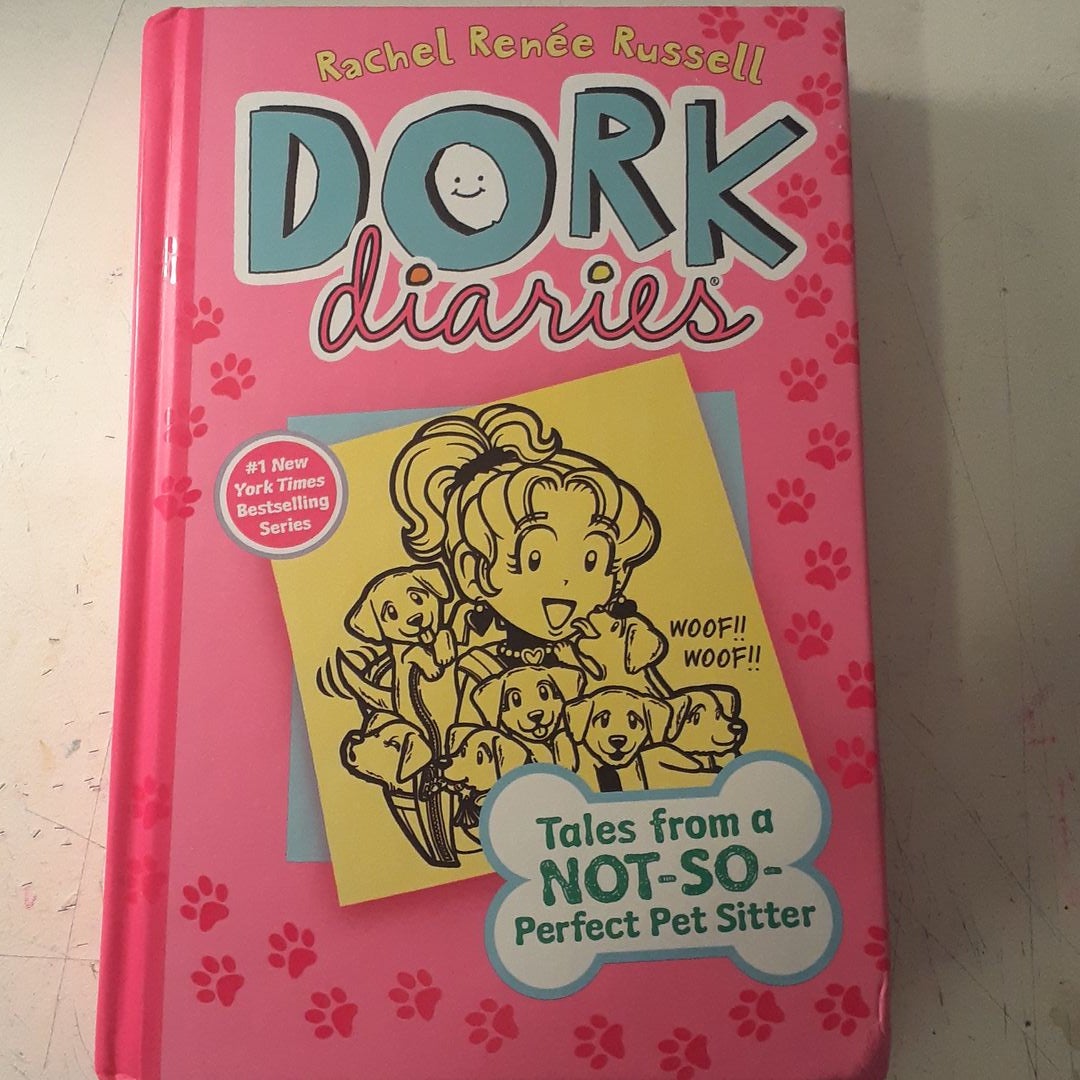 Rachel Renée Russell
DORK
diaries®
#1 New
York Times
Bestselling
Series
WOOF!!
WOOF!!
Tales from a
NOT-SO-
Perfect Pet Sitter